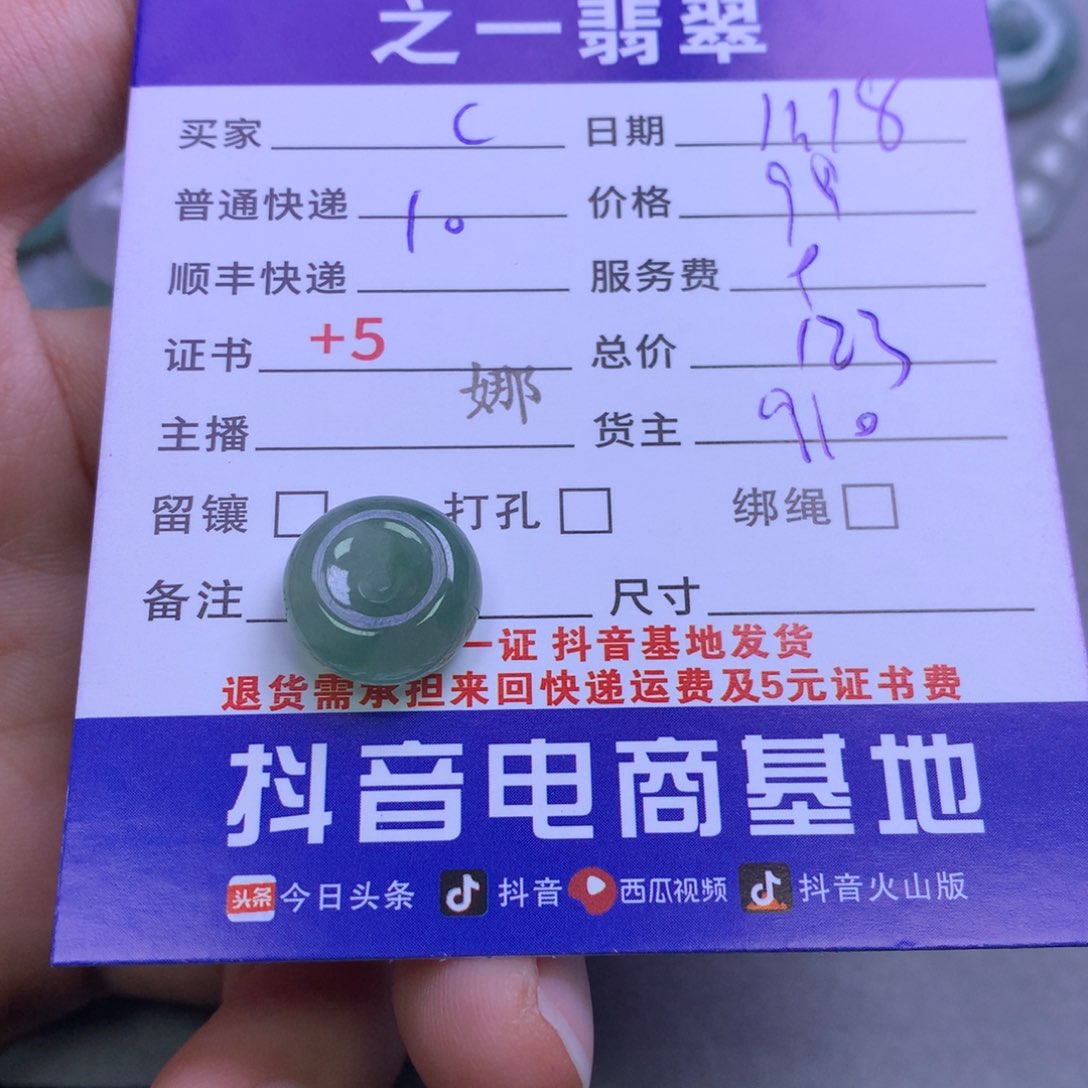 之一翡翠
买家 C 日期
普通快递 10 价格 99
顺丰快递 服务费
证书 +5 总价 123
主播 娜 货主 910
留镶 打孔 绑绳
备注 尺寸
一证 抖音基地发货
退货需承担来回快递运费及5元证书费
抖音电商基地
头条 今日头条 抖音 西瓜视频 抖音火山版